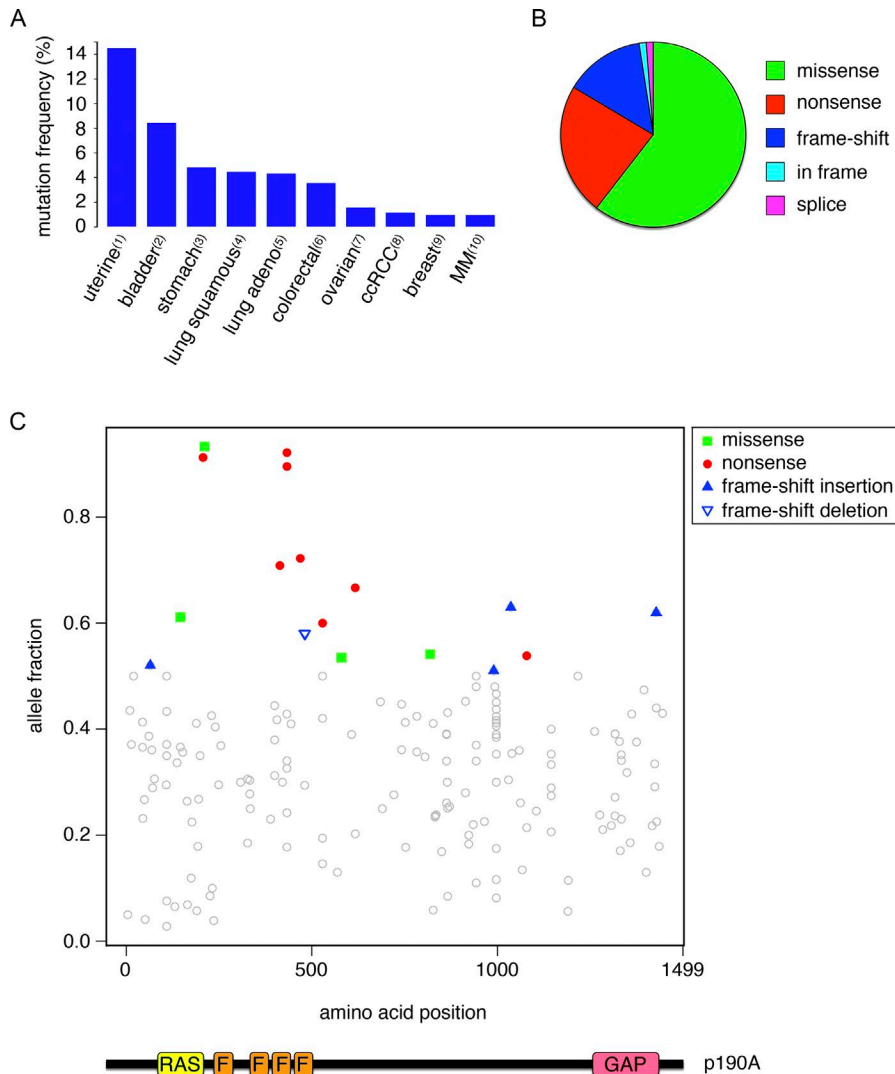 A
mutation frequency (%)
14
12
10
8
6
4
2
0
uterine(1)
bladder(2)
stomach(3)
lung squamous(4)
lung adeno(5)
colorectal(6)
ovarian(7)
ccRCC(8)
breast(9)
MM(10)
B
missense
nonsense
frame-shift
in frame
splice
C
allele fraction
0.8
0.6
0.4
0.2
0.0
0
500
1000
1499
amino acid position
missense
nonsense
frame-shift insertion
frame-shift deletion
RAS F F F F GAP p190A